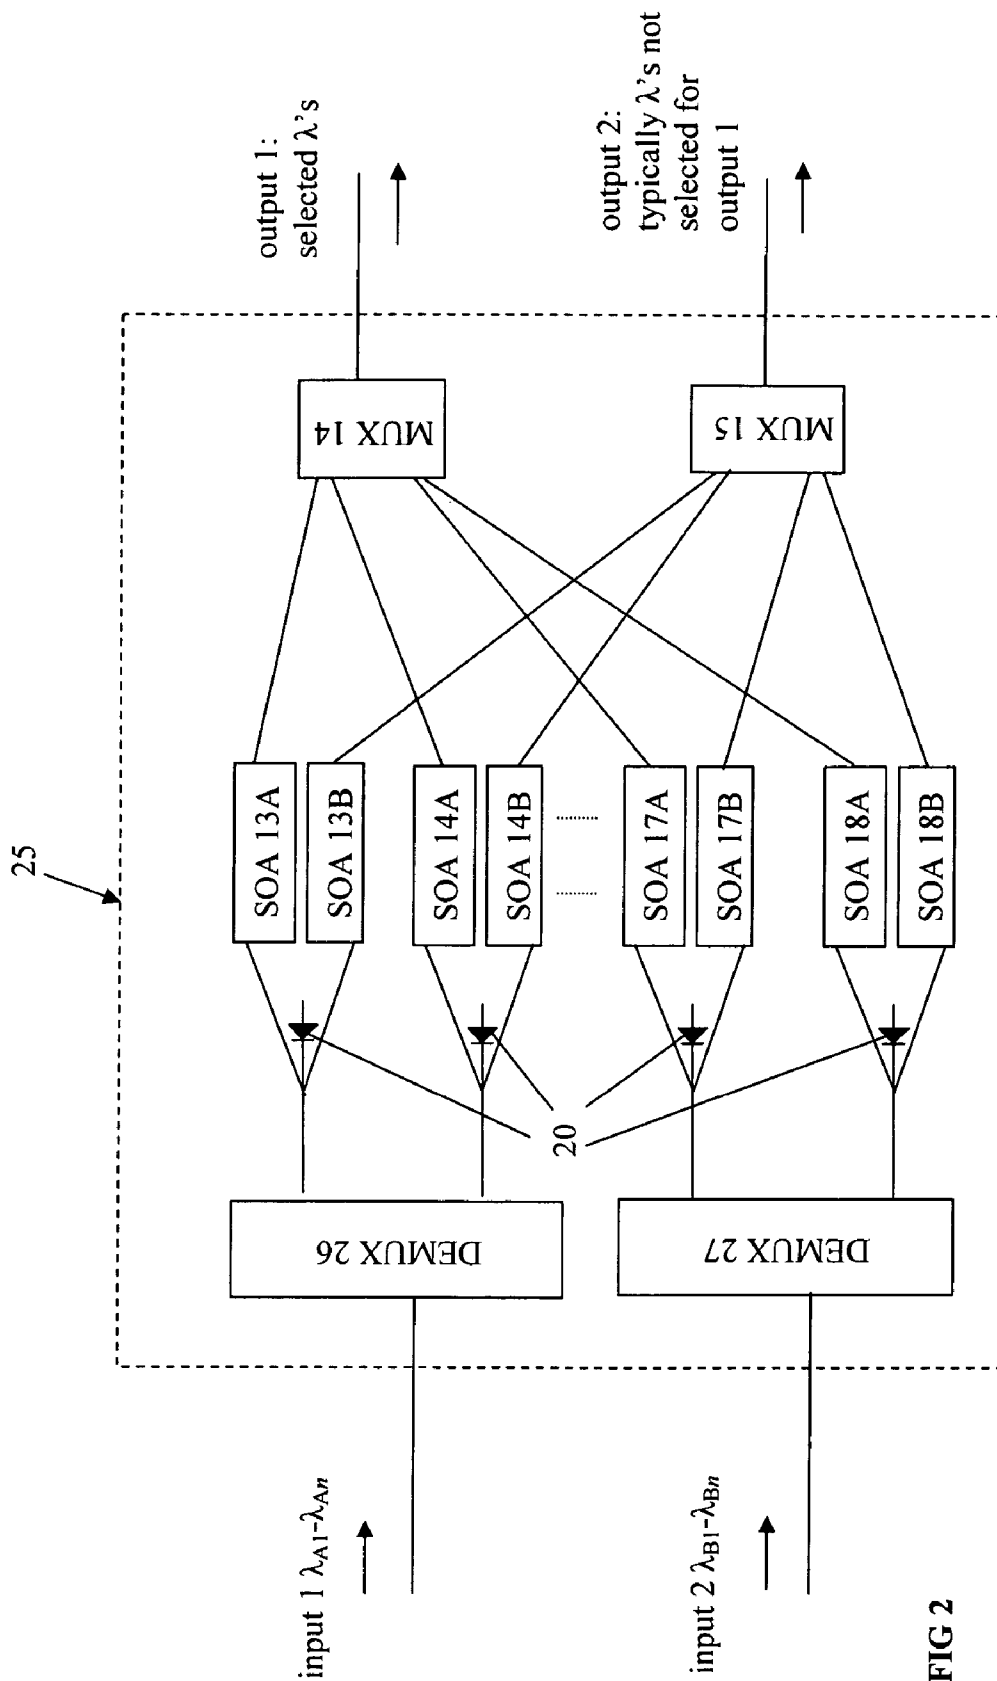 25
output 1:
selected λ's
output 2:
typically λ's not
selected for
output 1
MUX 14
MUX 15
SOA 13A
SOA 13B
SOA 14A
SOA 14B
SOA 17A
SOA 17B
SOA 18A
SOA 18B
20
DEMUX 26
DEMUX 27
input 1 λA1-λAn
input 2 λB1-λBn
FIG 2